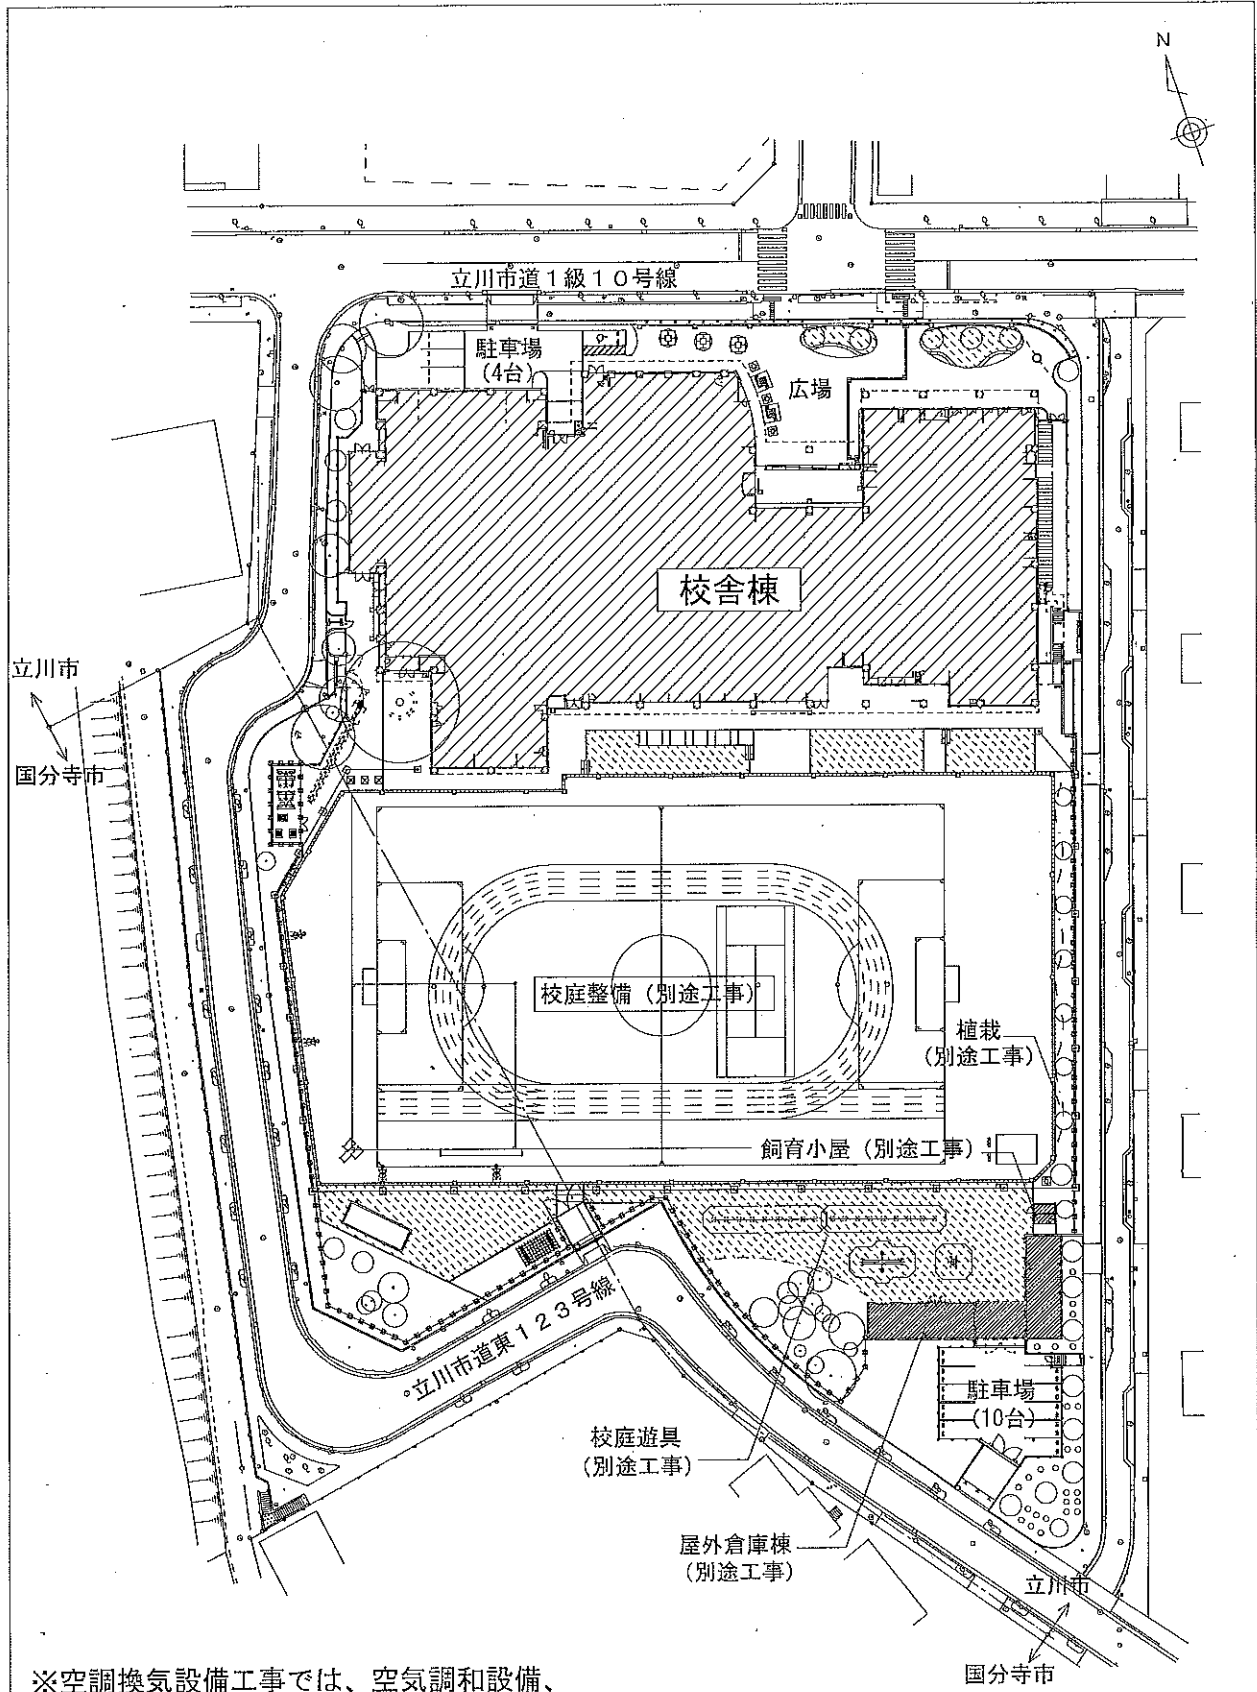 N
立川市道1級10号線
駐車場
(4台)
広場
校舎棟
立川市
国分寺市
校庭整備（別途工事）
植栽
(別途工事)
飼育小屋（別途工事）
立川市道東123号線
駐車場
(10台)
校庭遊具
(別途工事)
屋外倉庫棟
(別途工事)
立川市
国分寺市
※空調換気設備工事では、空気調和設備、